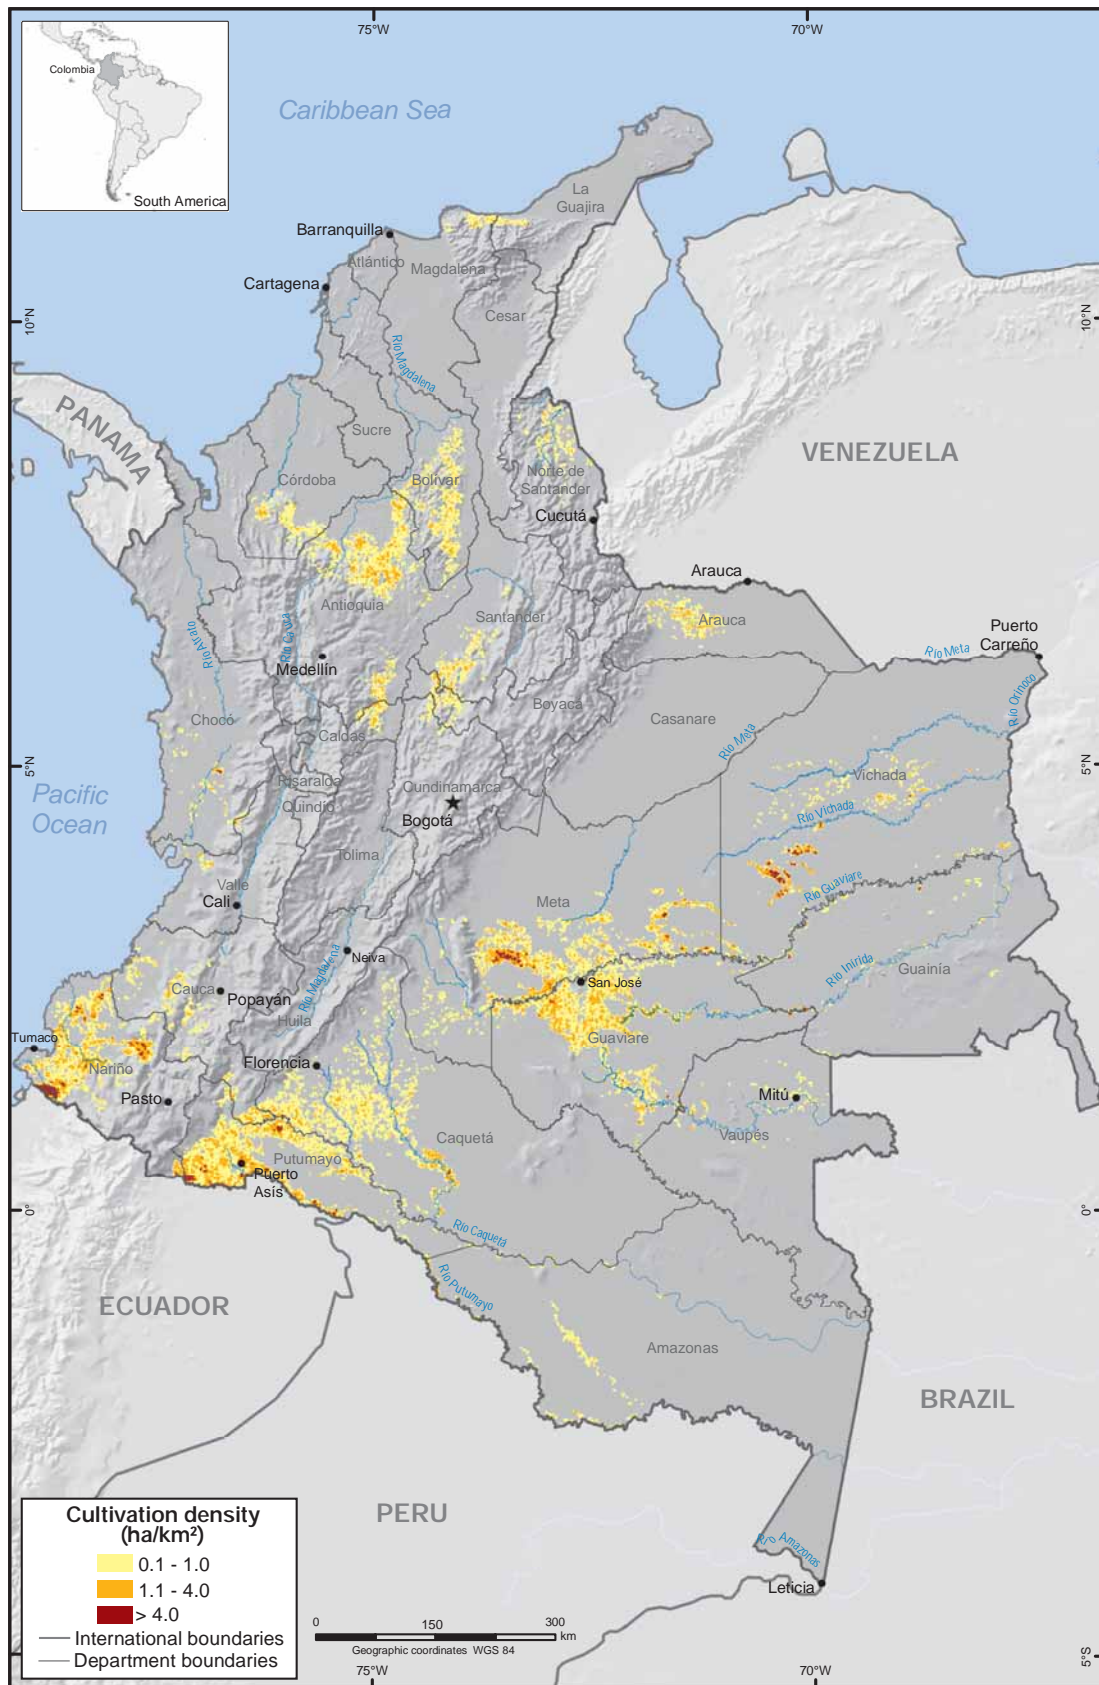 75°W
70°W
Colombia
South America
Caribbean Sea
La
Guajira
Barranquilla
Atlántico
Magdalena
Cartagena
Cesar
10°N
10°N
Río Magdalena
PANAMA
Sucre
VENEZUELA
Córdoba
Bolívar
Norte de
Santander
Cucutá
Arauca
Antioquia
Santander
Arauca
Puerto
Carreño
Río Atrato
Río Cauca
Río Meta
Medellín
Río Orinoco
Chocó
Boyacá
Casanare
Caldas
Río Meta
5°N
5°N
Risaralda
Cundinamarca
Vichada
Pacific
Ocean
Quindío
Bogotá
Río Vichada
Tolima
Valle
Cali
Meta
Río Guaviare
Neiva
Río Magdalena
Río Inirida
Guainía
San José
Cauca
Popayán
Huila
Tumaco
Guaviare
Nariño
Florencia
Pasto
Mitú
Caquetá
Vaupés
Putumayo
Puerto
Asís
0°
0°
Río Caquetá
Río Putumayo
ECUADOR
Amazonas
BRAZIL
PERU
Río Amazonas
Leticia
Cultivation density
(ha/km²)
0.1 - 1.0
1.1 - 4.0
> 4.0
International boundaries
Department boundaries
0
150
300
km
Geographic coordinates WGS 84
5°S
75°W
70°W